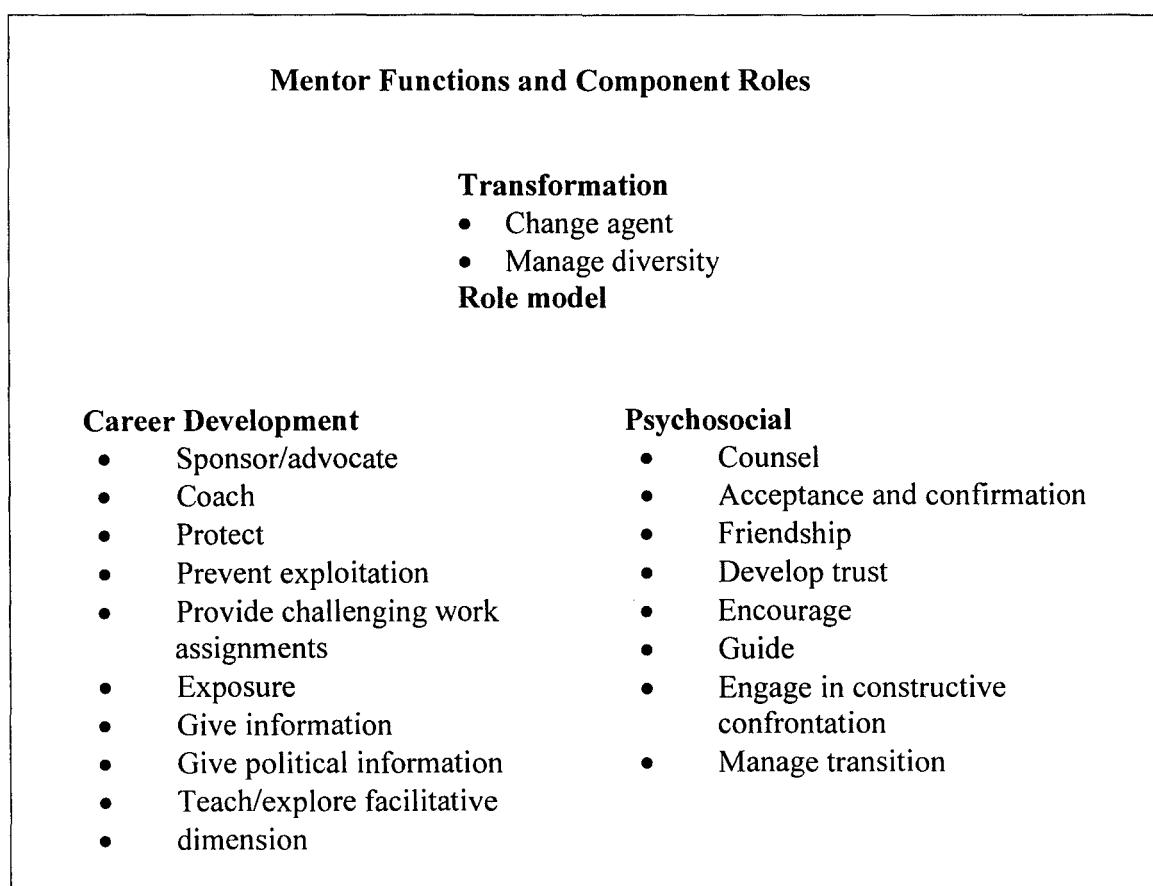 Mentor Functions and Component Roles
Transformation
• Change agent
• Manage diversity
Role model
Career Development
• Sponsor/advocate
• Coach
• Protect
• Prevent exploitation
• Provide challenging work
assignments
• Exposure
• Give information
• Give political information
• Teach/explore facilitative
• dimension
Psychosocial
• Counsel
• Acceptance and confirmation
• Friendship
• Develop trust
• Encourage
• Guide
• Engage in constructive
confrontation
• Manage transition